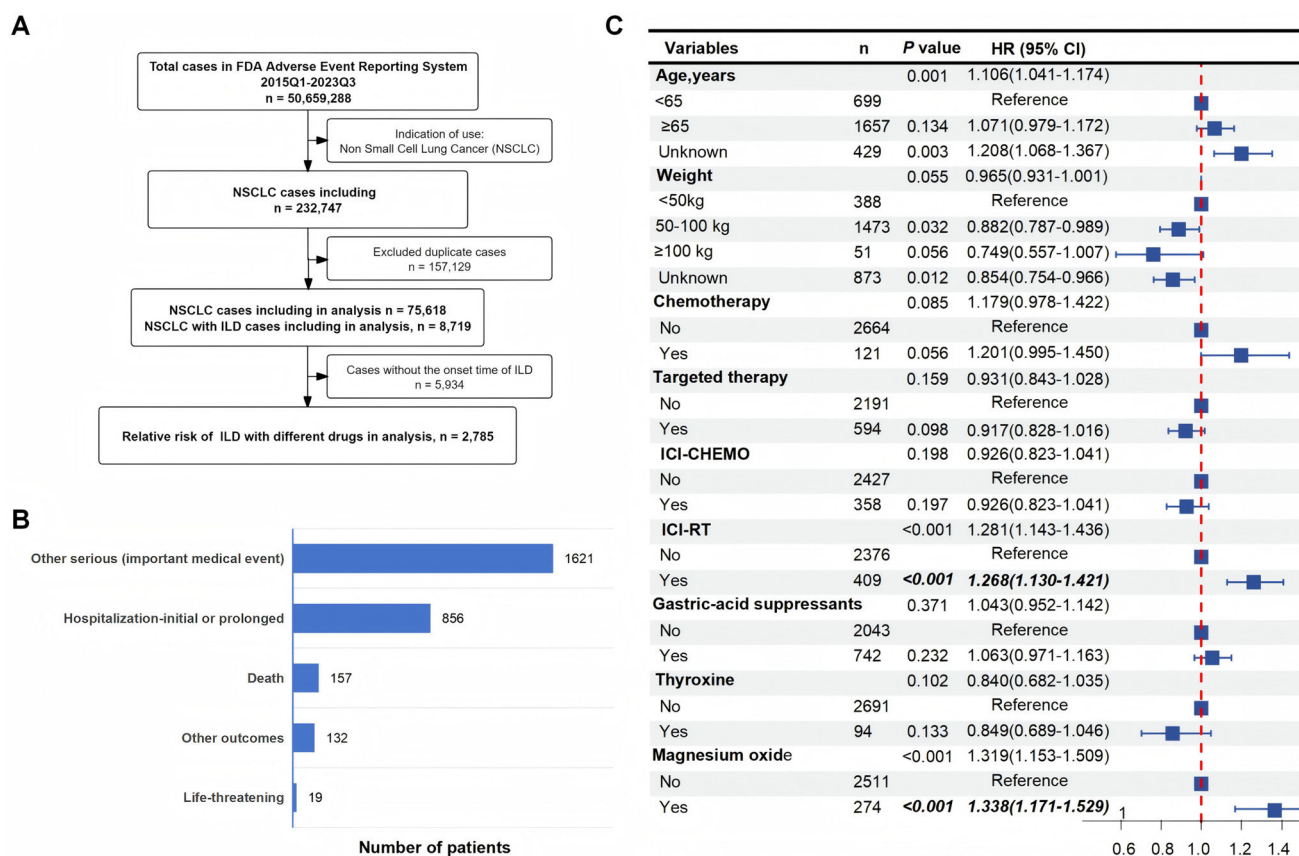 A
Total cases in FDA Adverse Event Reporting System
2015Q1-2023Q3
n = 50,659,288
Indication of use:
Non Small Cell Lung Cancer (NSCLC)
NSCLC cases including
n = 232,747
Excluded duplicate cases
n = 157,129
NSCLC cases including in analysis n = 75,618
NSCLC with ILD cases including in analysis, n = 8,719
Cases without the onset time of ILD
n = 5,934
Relative risk of ILD with different drugs in analysis, n = 2,785
B
Other serious (important medical event) 1621
Hospitalization-initial or prolonged 856
Death 157
Other outcomes 132
Life-threatening 19
Number of patients
C
Variables n P value HR (95% CI)
Age,years 0.001 1.106(1.041-1.174)
<65 699 Reference
≥65 1657 0.134 1.071(0.979-1.172)
Unknown 429 0.003 1.208(1.068-1.367)
Weight 0.055 0.965(0.931-1.001)
<50kg 388 Reference
50-100 kg 1473 0.032 0.882(0.787-0.989)
≥100 kg 51 0.056 0.749(0.557-1.007)
Unknown 873 0.012 0.854(0.754-0.966)
Chemotherapy 0.085 1.179(0.978-1.422)
No 2664 Reference
Yes 121 0.056 1.201(0.995-1.450)
Targeted therapy 0.159 0.931(0.843-1.028)
No 2191 Reference
Yes 594 0.098 0.917(0.828-1.016)
ICI-CHEMO 0.198 0.926(0.823-1.041)
No 2427 Reference
Yes 358 0.197 0.926(0.823-1.041)
ICI-RT <0.001 1.281(1.143-1.436)
No 2376 Reference
Yes 409 <0.001 1.268(1.130-1.421)
Gastric-acid suppressants 0.371 1.043(0.952-1.142)
No 2043 Reference
Yes 742 0.232 1.063(0.971-1.163)
Thyroxine 0.102 0.840(0.682-1.035)
No 2691 Reference
Yes 94 0.133 0.849(0.689-1.046)
Magnesium oxide <0.001 1.319(1.153-1.509)
No 2511 Reference
Yes 274 <0.001 1.338(1.171-1.529)
1
0.6 0.8 1.0 1.2 1.4